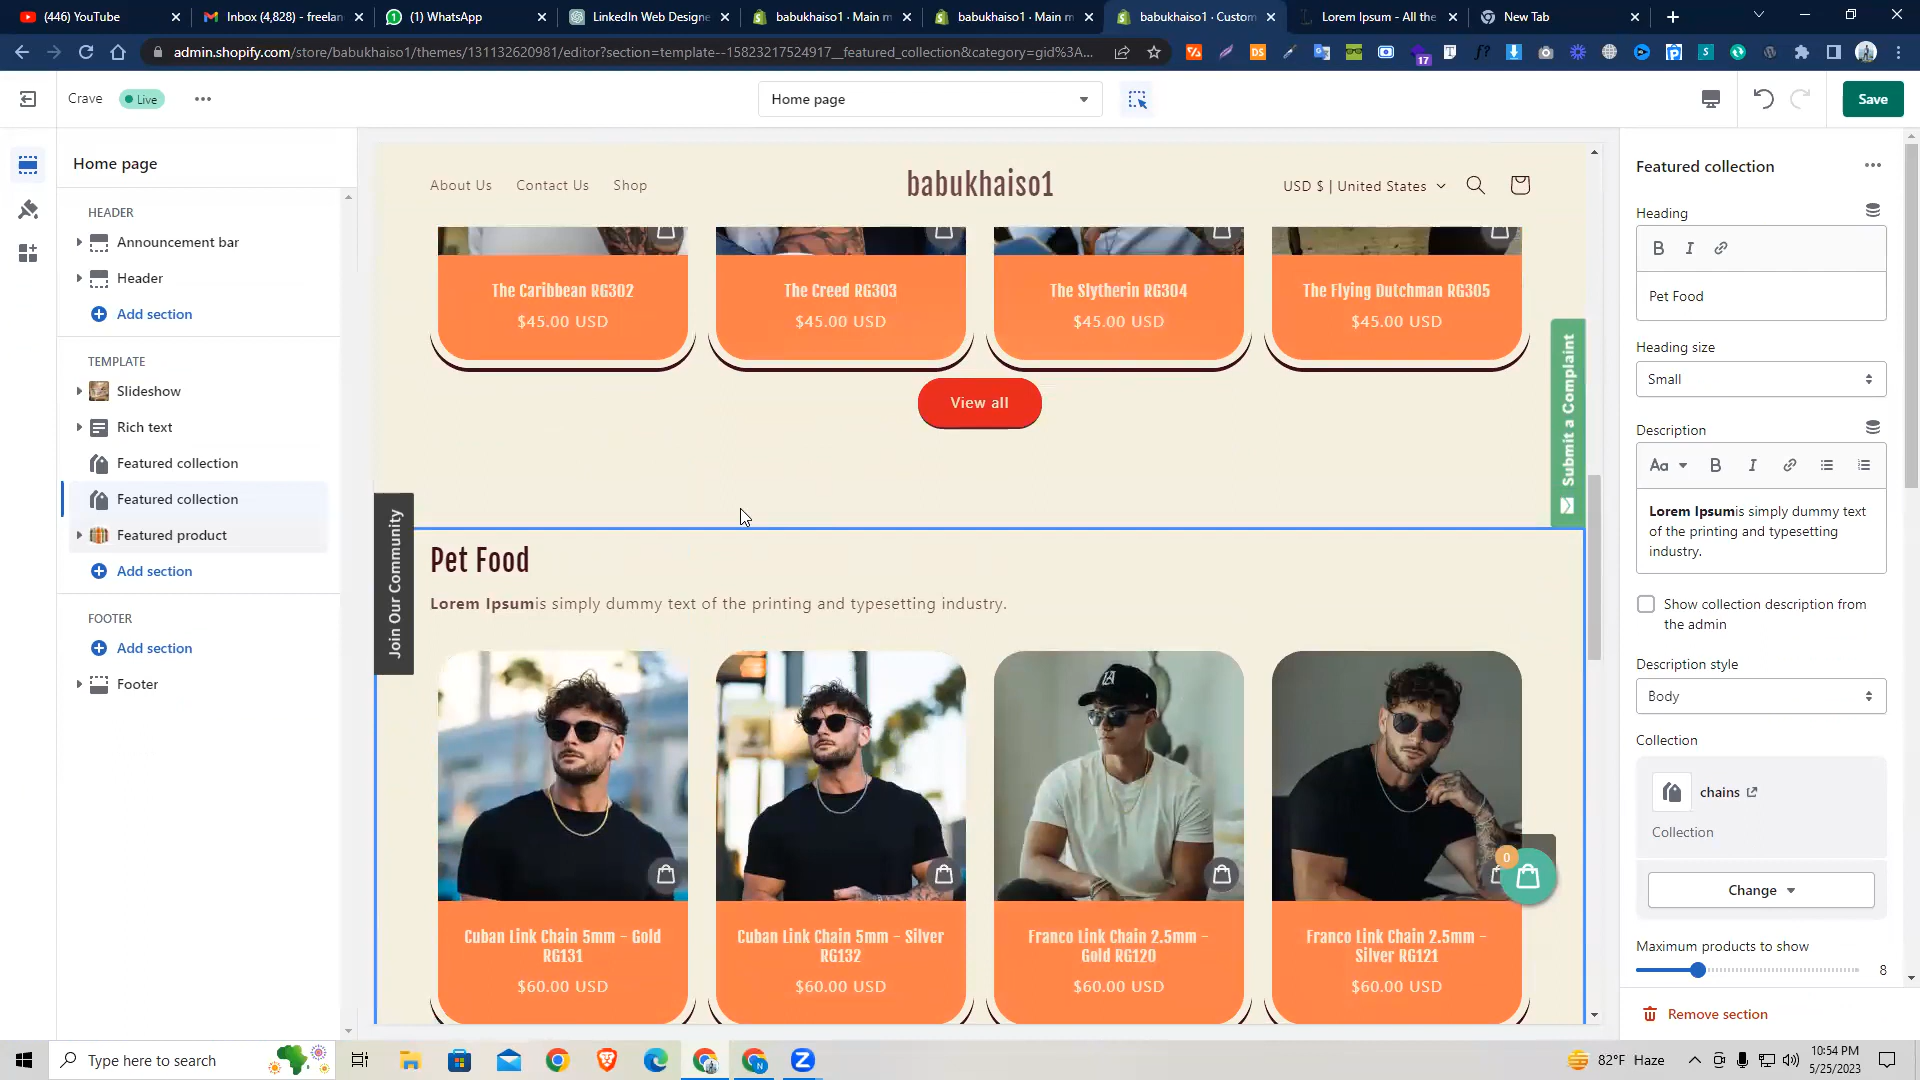 (446) YouTube
Inbox (4,828) - freelan
(1) WhatsApp
LinkedIn Web Designe
babukhaiso1 · Main m
babukhaiso1 · Main m
babukhaiso1 · Custom
Lorem Ipsum - All the
New Tab
admin.shopify.com/store/babukhaiso1/themes/131132620981/editor?section=template--15823217524917__featured_collection&category=gid%3A...
17
Crave
Live
Home page
Save
Home page
HEADER
Announcement bar
Header
Add section
TEMPLATE
Slideshow
Rich text
Featured collection
Featured collection
Featured product
Add section
FOOTER
Add section
Footer
About Us
Contact Us
Shop
babukhaiso1
USD $ | United States
The Caribbean RG302
$45.00 USD
The Creed RG303
$45.00 USD
The Slytherin RG304
$45.00 USD
The Flying Dutchman RG305
$45.00 USD
View all
Submit a Complaint
Join Our Community
Pet Food
Lorem Ipsumis simply dummy text of the printing and typesetting industry.
Cuban Link Chain 5mm - Gold
RG131
$60.00 USD
Cuban Link Chain 5mm - Silver
RG132
$60.00 USD
Franco Link Chain 2.5mm -
Gold RG120
$60.00 USD
Franco Link Chain 2.5mm -
Silver RG121
$60.00 USD
0
Featured collection
Heading
B I
Pet Food
Heading size
Small
Description
Aa B I
Lorem Ipsumis simply dummy text
of the printing and typesetting
industry.
Show collection description from
the admin
Description style
Body
Collection
chains
Collection
Change
Maximum products to show
8
Remove section
Type here to search
82°F Haze
10:54 PM
5/25/2023